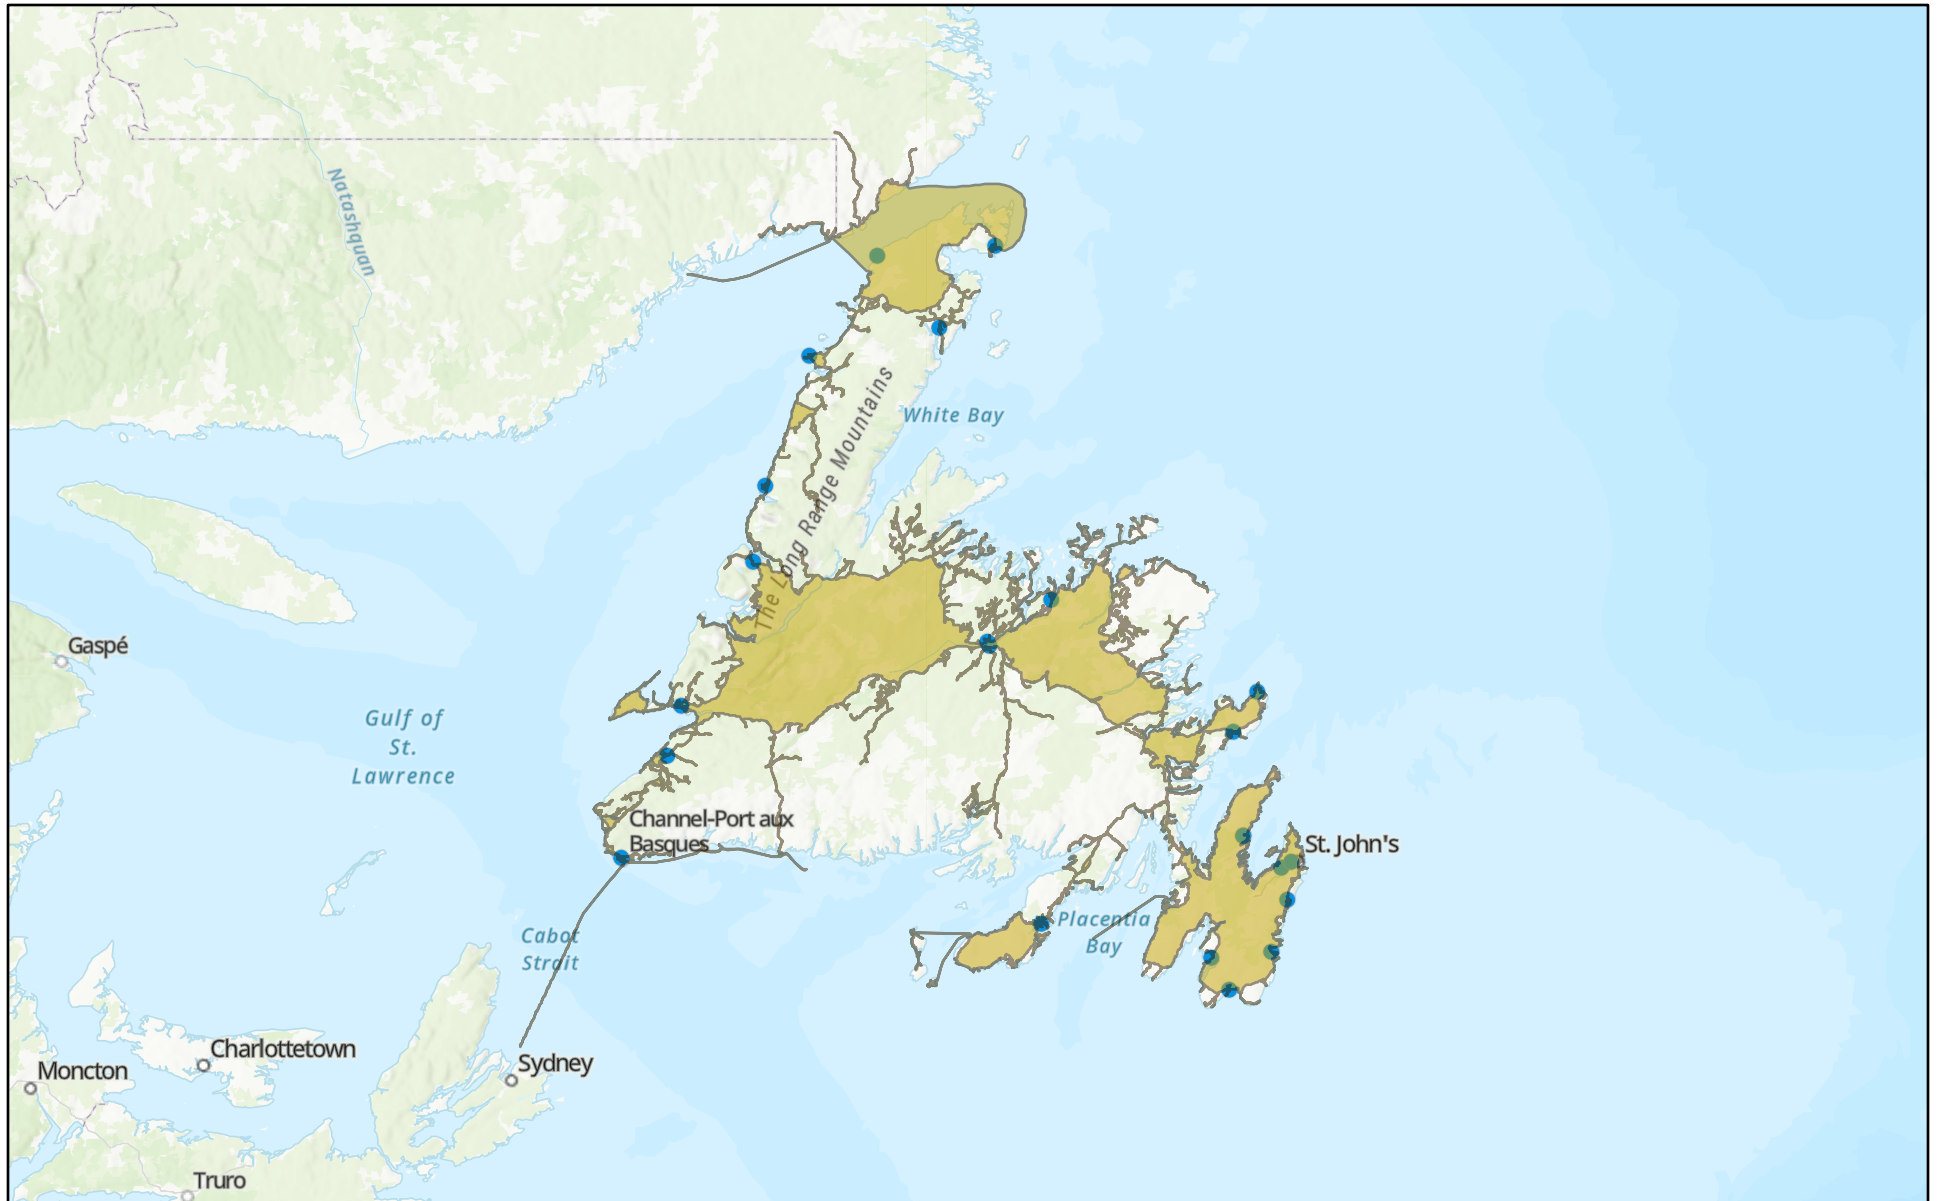 Natashquan
The Long Range Mountains
White Bay
Gaspé
Gulf of
St.
Lawrence
Channel-Port aux
Basques
St. John's
Placentia
Bay
Cabot
Strait
Charlottetown
Moncton
Sydney
Truro